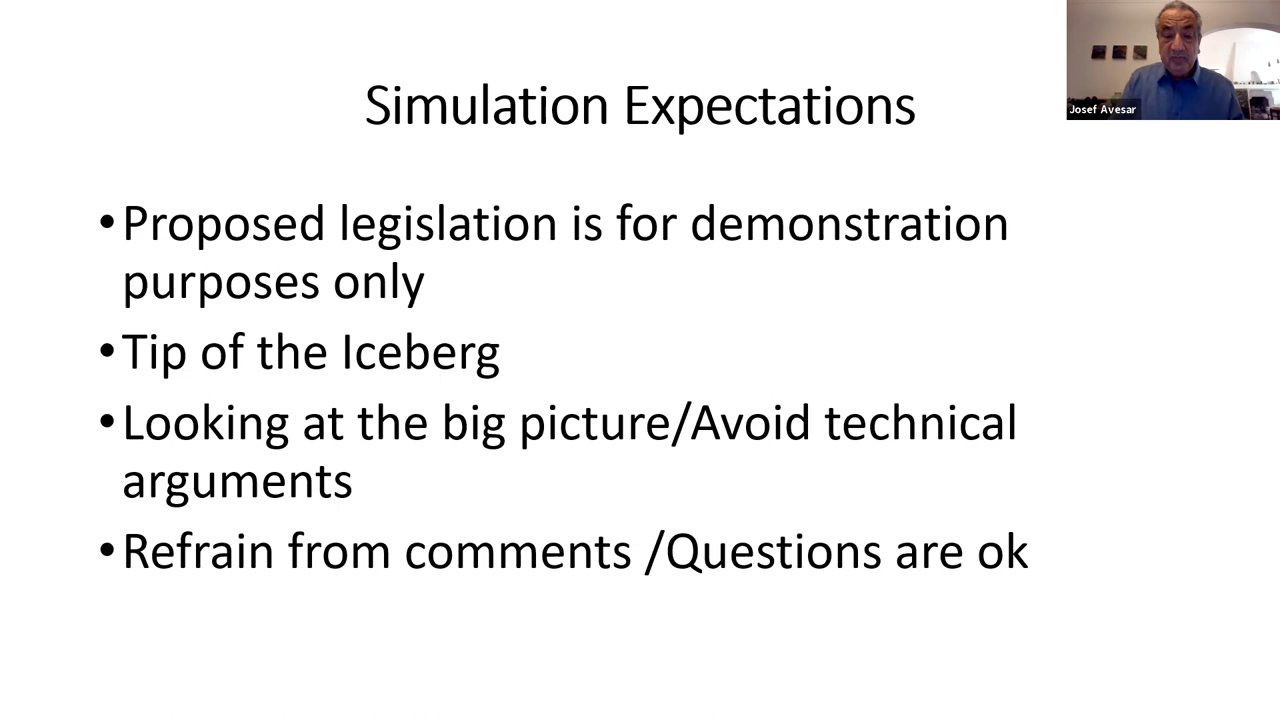 Simulation Expectations
Josef Avesar
•Proposed legislation is for demonstration
purposes only
•Tip of the Iceberg
•Looking at the big picture/Avoid technical
arguments
•Refrain from comments /Questions are ok